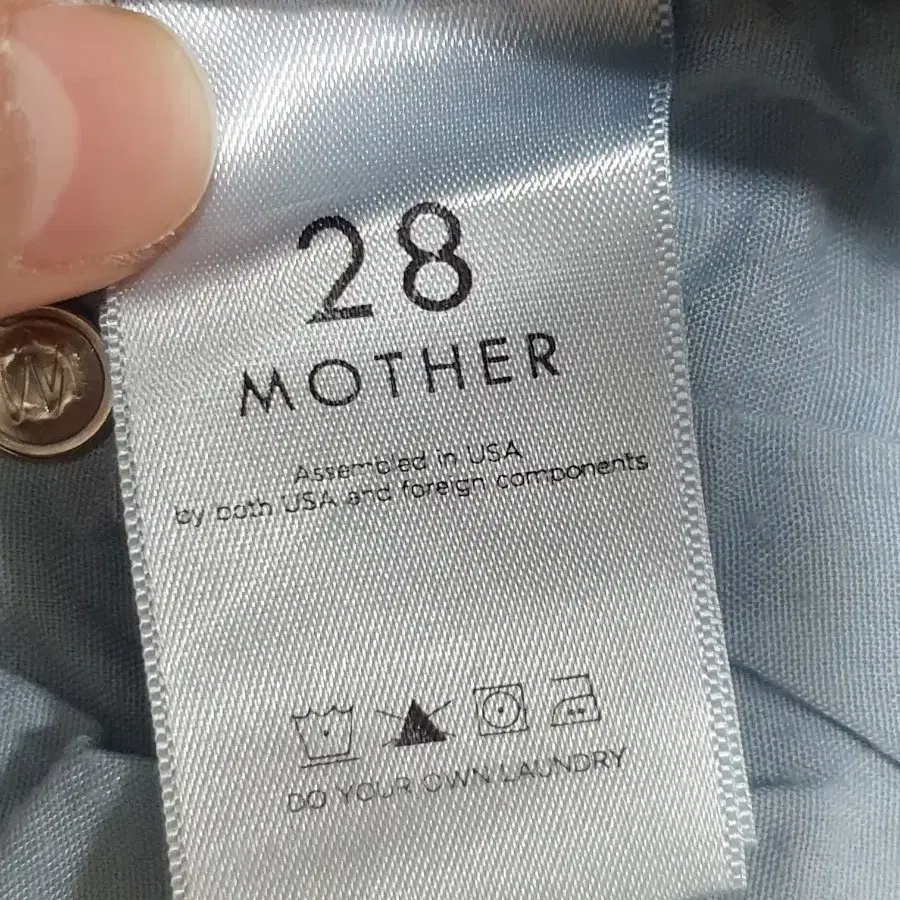 28
MOTHER
Assembled in USA
by both USA and foreign components
DO YOUR OWN LAUNDRY
M